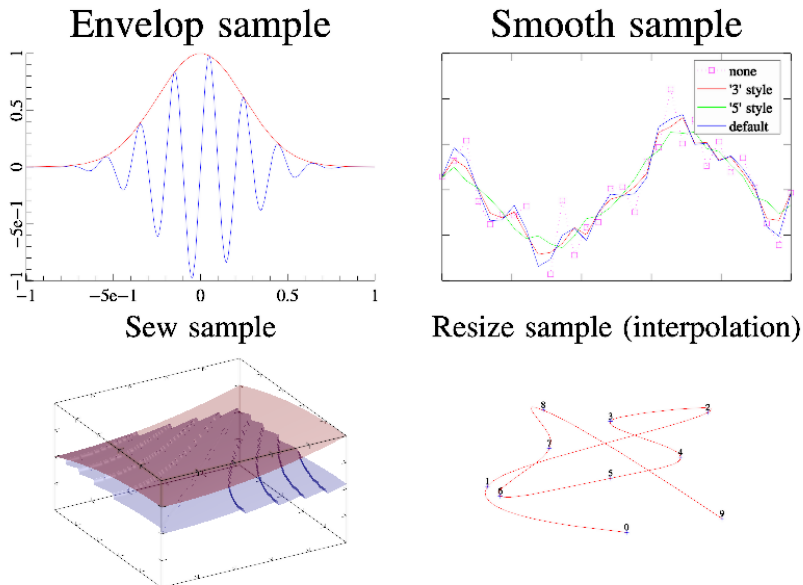 Envelop sample
Smooth sample
1
0.5
0
−5e−1
−1
−1
−5e−1
0
0.5
1
none
'3' style
'5' style
default
Sew sample
Resize sample (interpolation)
8
3
2
7
4
5
1
6
9
0